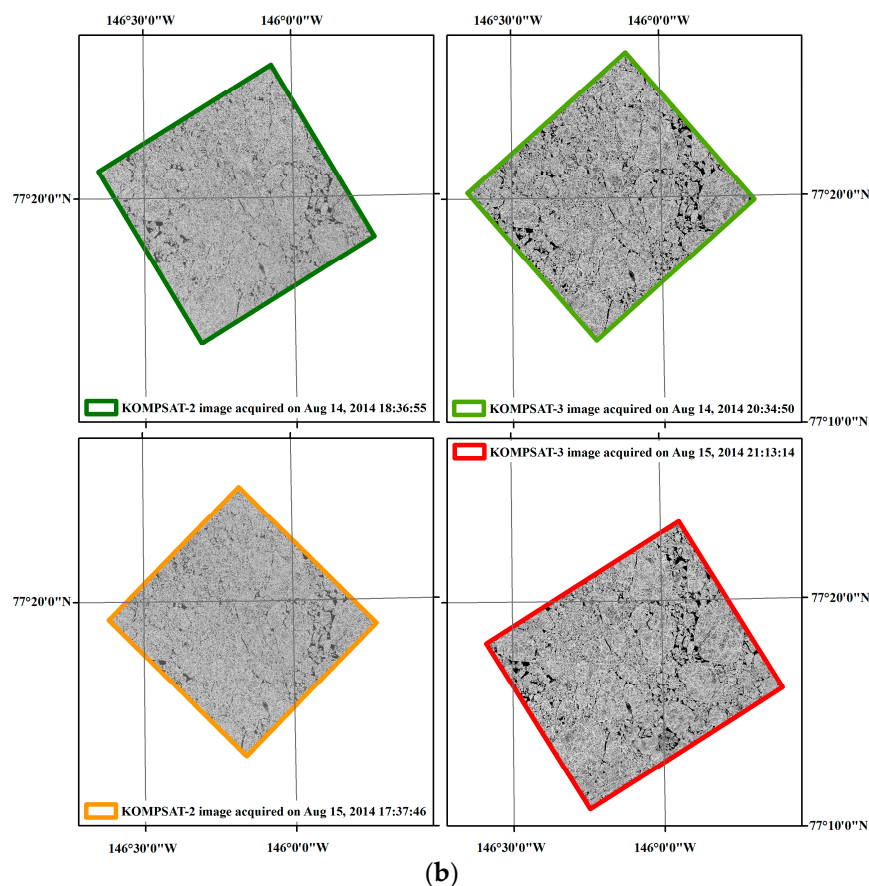 146°30'0"W 146°0'0"W 146°30'0"W 146°0'0"W
77°20'0"N 77°20'0"N
KOMPSAT-2 image acquired on Aug 14, 2014 18:36:55 KOMPSAT-3 image acquired on Aug 14, 2014 20:34:50
77°10'0"N
KOMPSAT-3 image acquired on Aug 15, 2014 21:13:14
77°20'0"N 77°20'0"N
KOMPSAT-2 image acquired on Aug 15, 2014 17:37:46
77°10'0"N
146°30'0"W 146°0'0"W 146°30'0"W 146°0'0"W
(b)